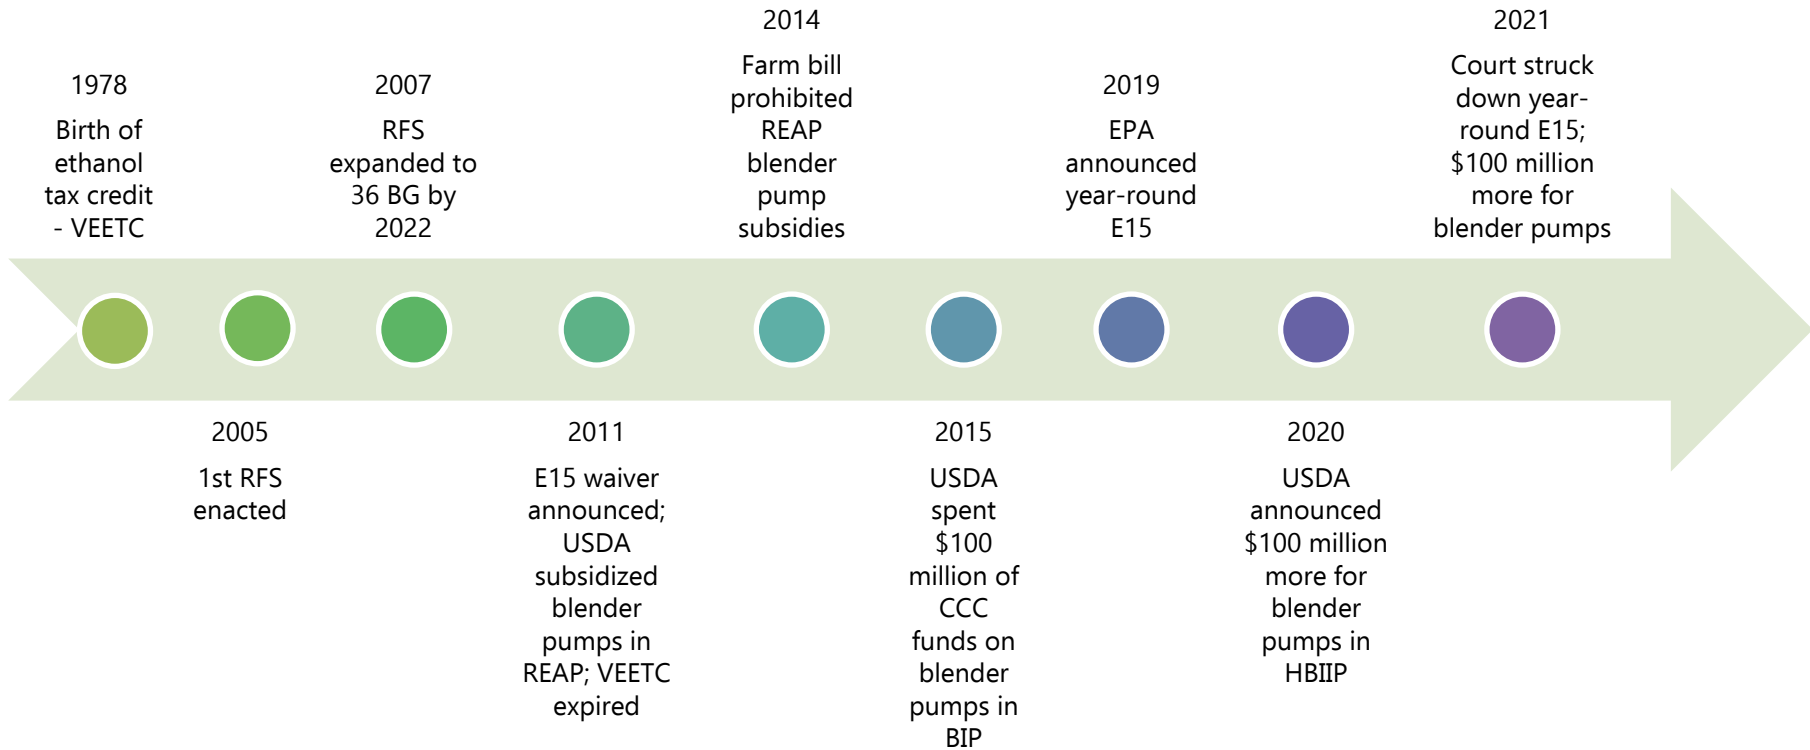 1978
Birth of
ethanol
tax credit
- VEETC
2005
1st RFS
enacted
2007
RFS
expanded to
36 BG by
2022
2011
E15 waiver
announced;
USDA
subsidized
blender
pumps in
REAP; VEETC
expired
2014
Farm bill
prohibited
REAP
blender
pump
subsidies
2015
USDA
spent
$100
million of
CCC
funds on
blender
pumps in
BIP
2019
EPA
announced
year-round
E15
2020
USDA
announced
$100 million
more for
blender
pumps in
HBIIP
2021
Court struck
down year-
round E15;
$100 million
more for
blender pumps